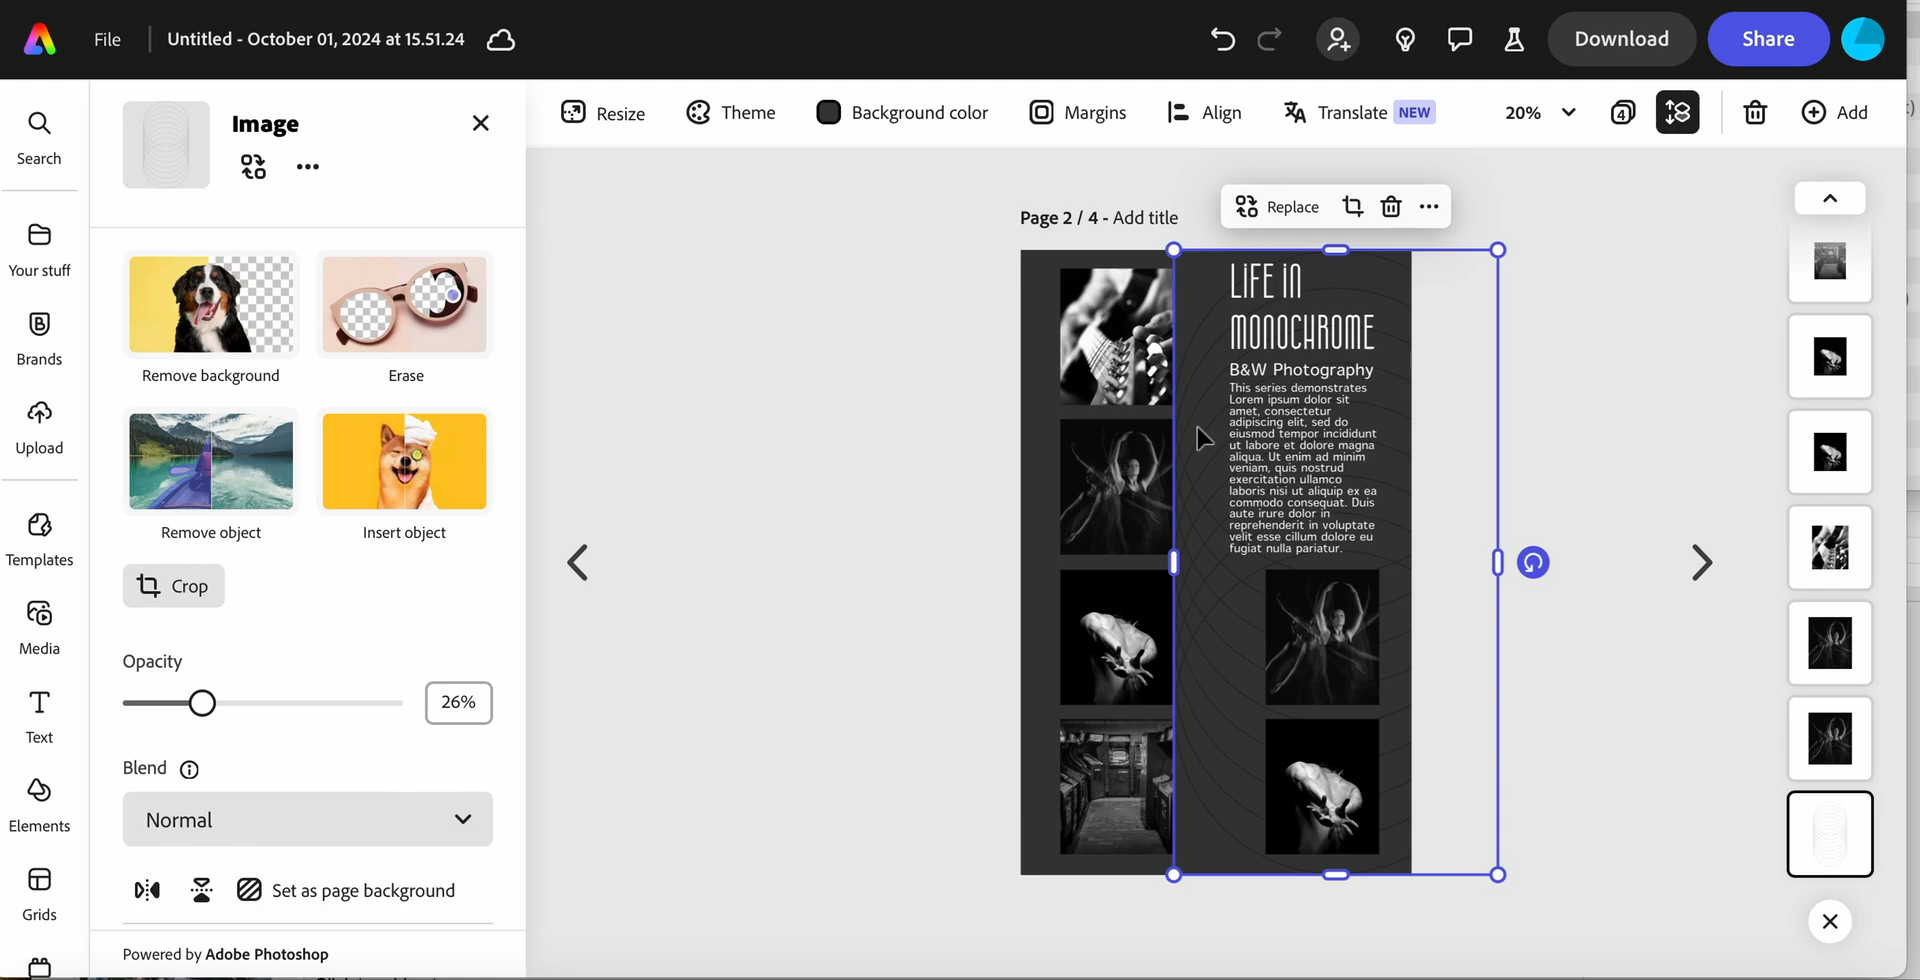 File
Untitled - October 01, 2024 at 15.51.24
Download
Share
Search
Your stuff
Brands
Upload
Templates
Media
Text
Elements
Grids
Image
Remove background
Erase
Remove object
Insert object
Crop
Opacity
26%
Blend
Normal
Set as page background
Powered by Adobe Photoshop
Resize
Theme
Background color
Margins
Align
Translate NEW
20%
4
Add
Page 2 / 4 - Add title
Replace
LiFE in
MONOCHROME
B&W Photography
This series demonstrates
Lorem ipsum dolor sit
amet, consectetur
adipiscing elit, sed do
eiusmod tempor incididunt
ut labore et dolore magna
aliqua. Ut enim ad minim
veniam, quis nostrud
exercitation ullamco
laboris nisi ut aliquip ex ea
commodo consequat. Duis
aute irure dolor in
reprehenderit in voluptate
velit esse cillum dolore eu
fugiat nulla pariatur.